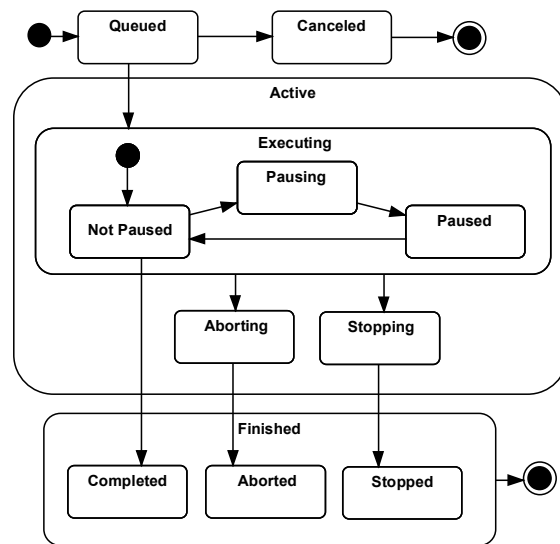 Queued
Canceled
Active
Executing
Pausing
Not Paused
Paused
Aborting
Stopping
Finished
Completed
Aborted
Stopped